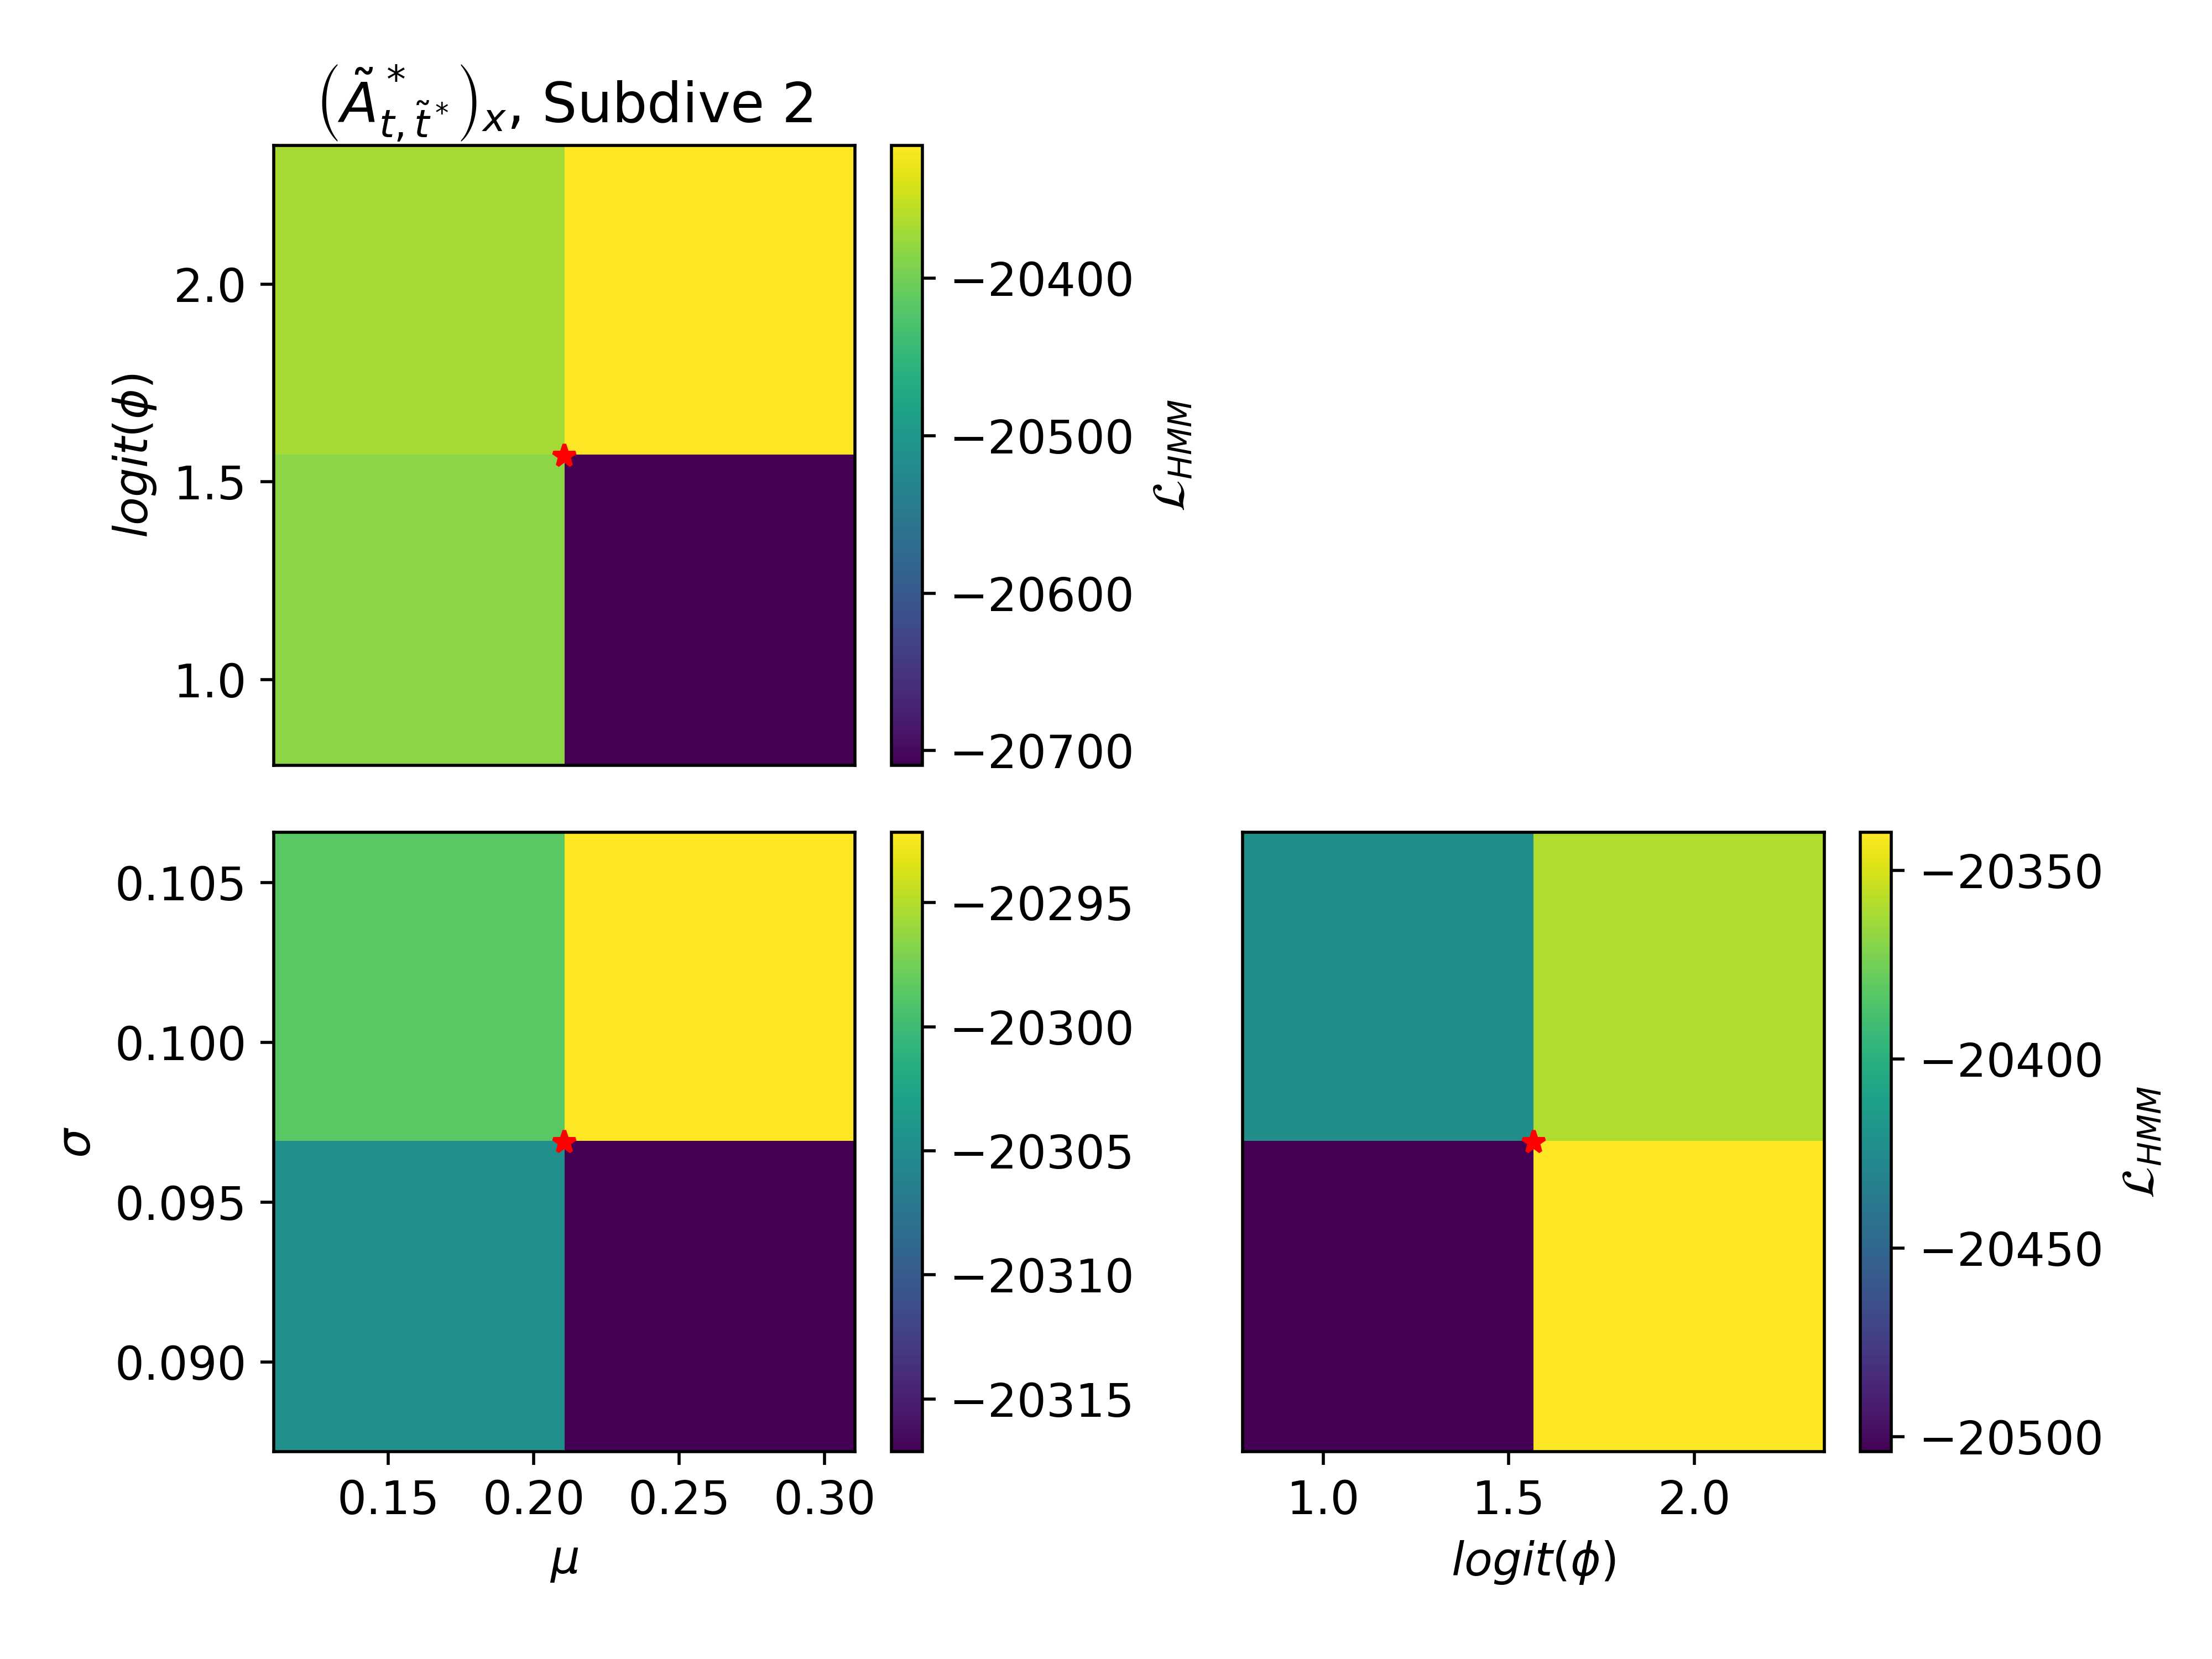 (Ã*t,t̃*)x, Subdive 2
logit(ϕ)
2.0
1.5
1.0
−20400
−20500
−20600
−20700
ℒHMM
σ
0.105
0.100
0.095
0.090
0.15 0.20 0.25 0.30
μ
−20295
−20300
−20305
−20310
−20315
1.0 1.5 2.0
logit(ϕ)
−20350
−20400
−20450
−20500
ℒHMM